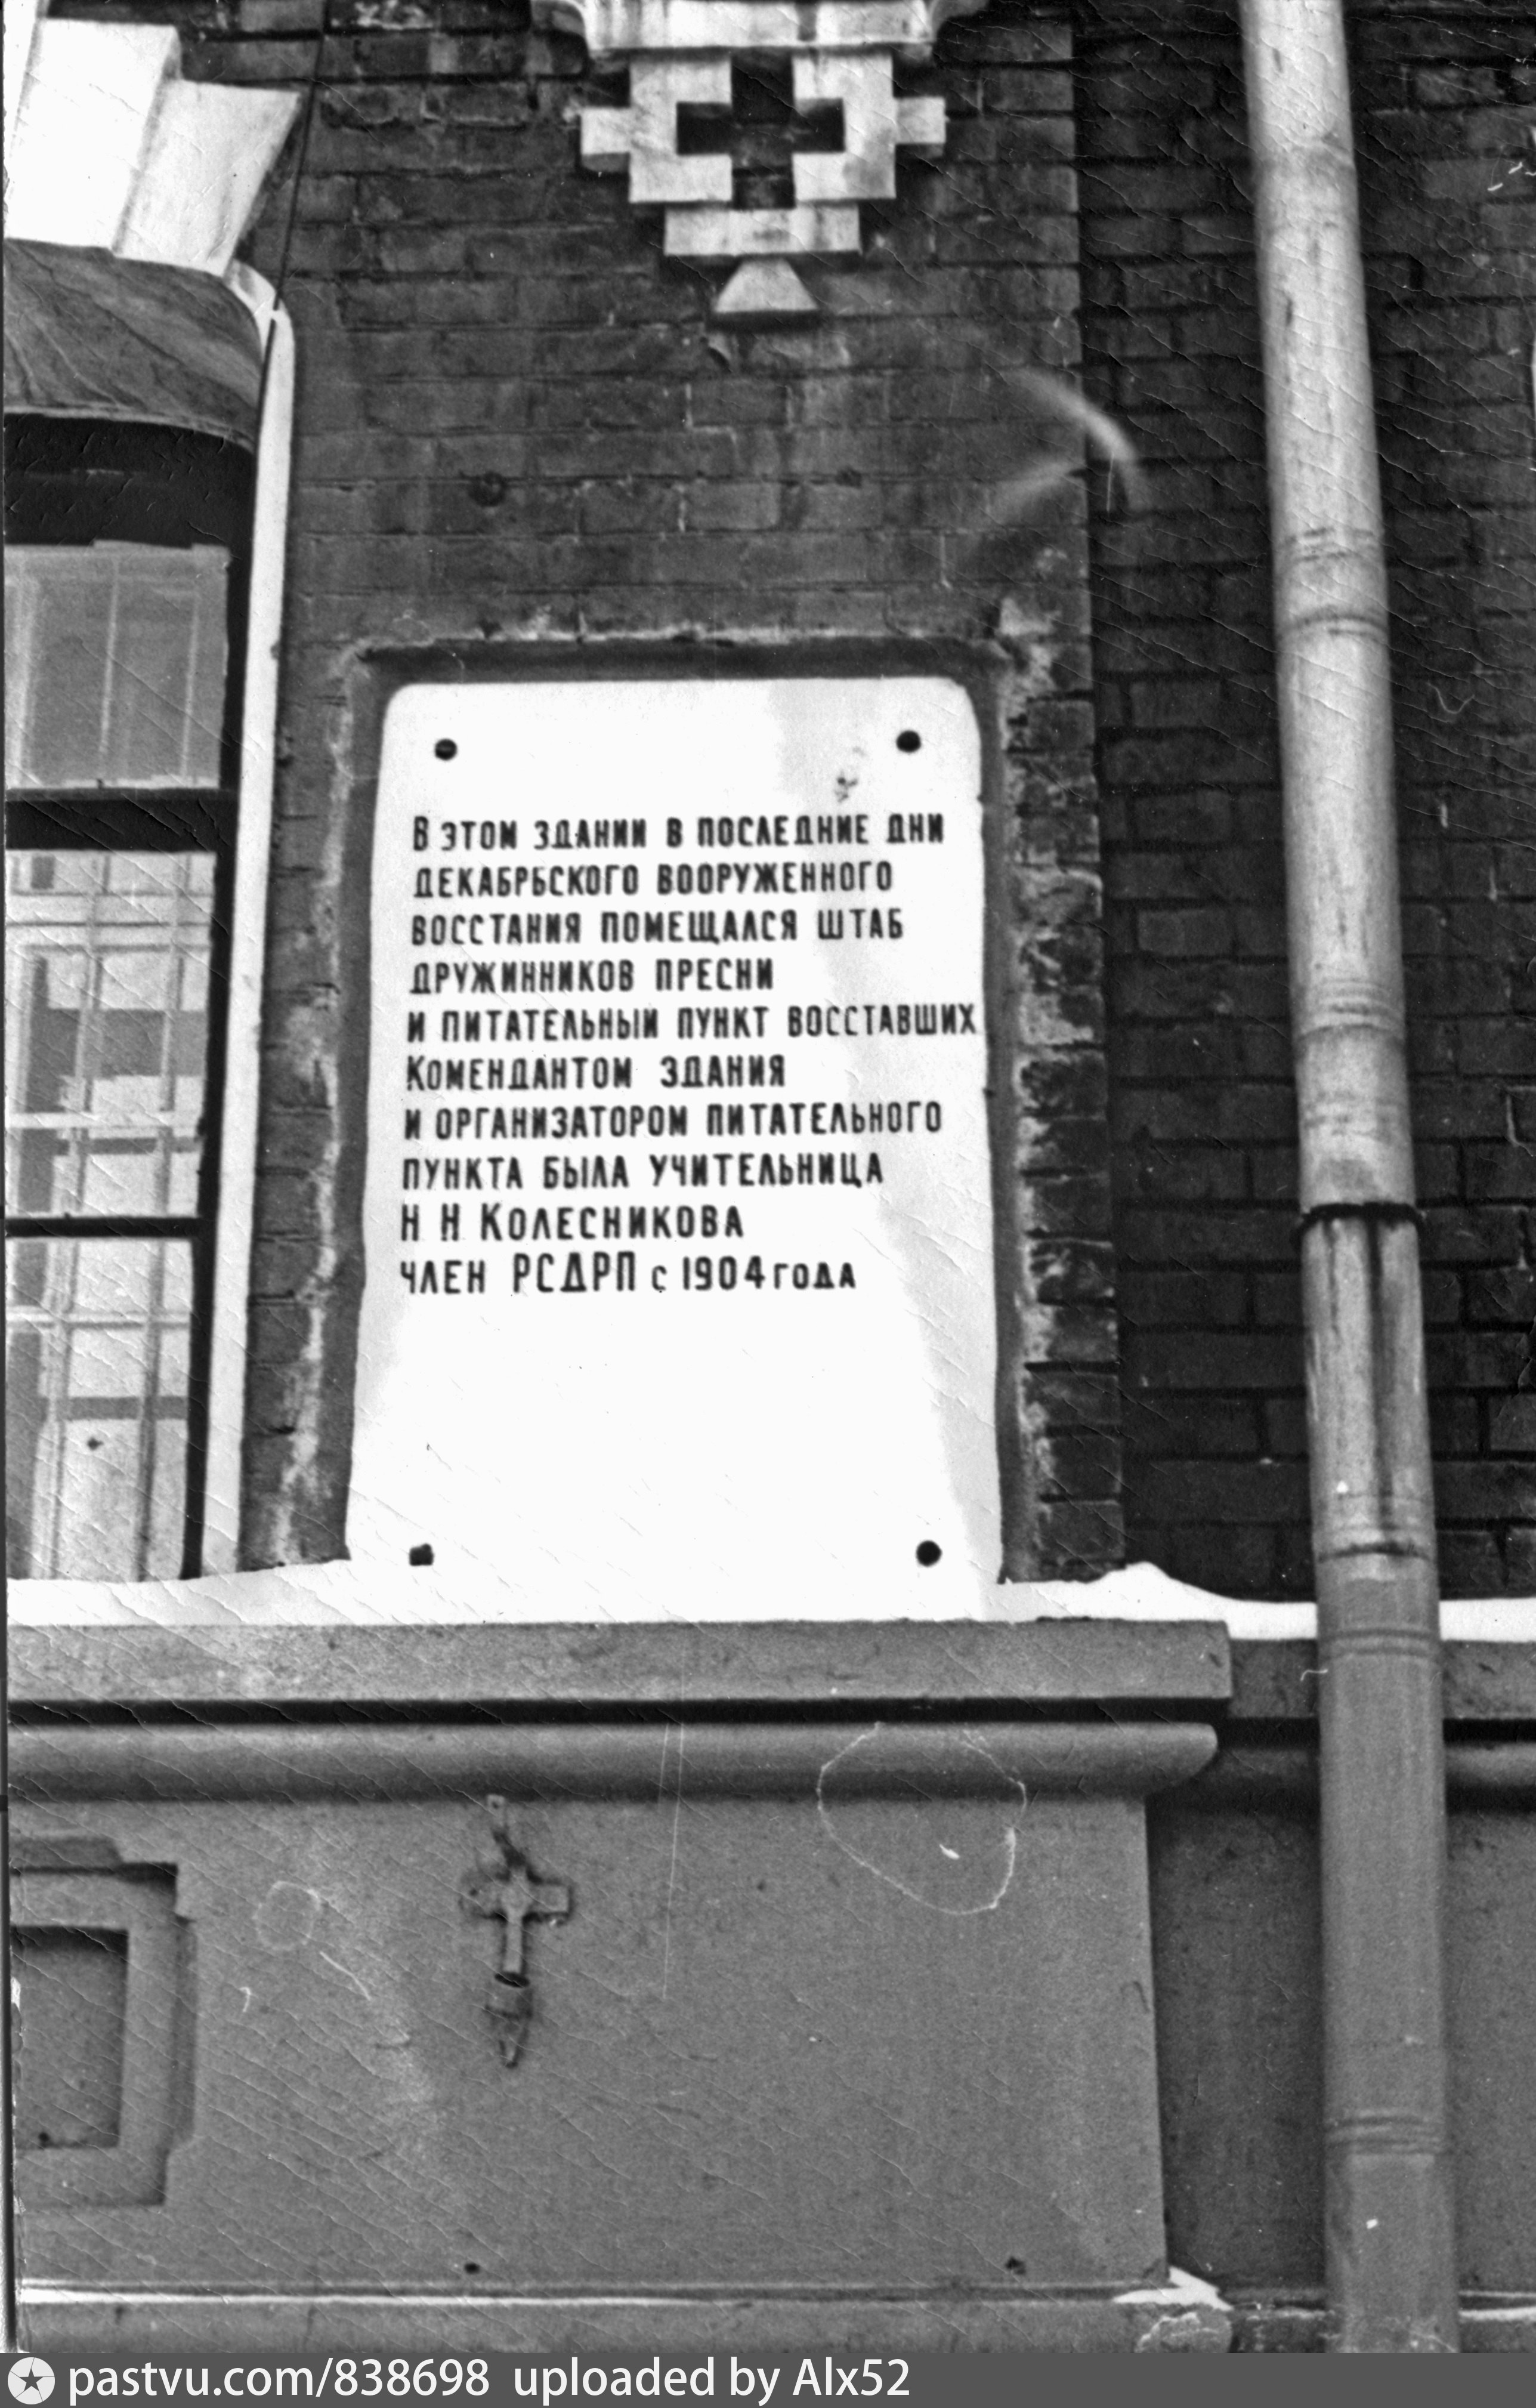 В ЭТОМ ЗДАНИИ В ПОСЛЕДНИЕ ДНИ
ДЕКАБРЬСКОГО ВООРУЖЕННОГО
ВОССТАНИЯ ПОМЕЩАЛСЯ ШТАБ
ДРУЖИННИКОВ ПРЕСНИ
И ПИТАТЕЛЬНЫЙ ПУНКТ ВОССТАВШИХ
КОМЕНДАНТОМ ЗДАНИЯ
И ОРГАНИЗАТОРОМ ПИТАТЕЛЬНОГО
ПУНКТА БЫЛА УЧИТЕЛЬНИЦА
Н Н КОЛЕСНИКОВА
ЧЛЕН РСДРП С 1904 ГОДА
pastvu.com/838698 uploaded by Alx52